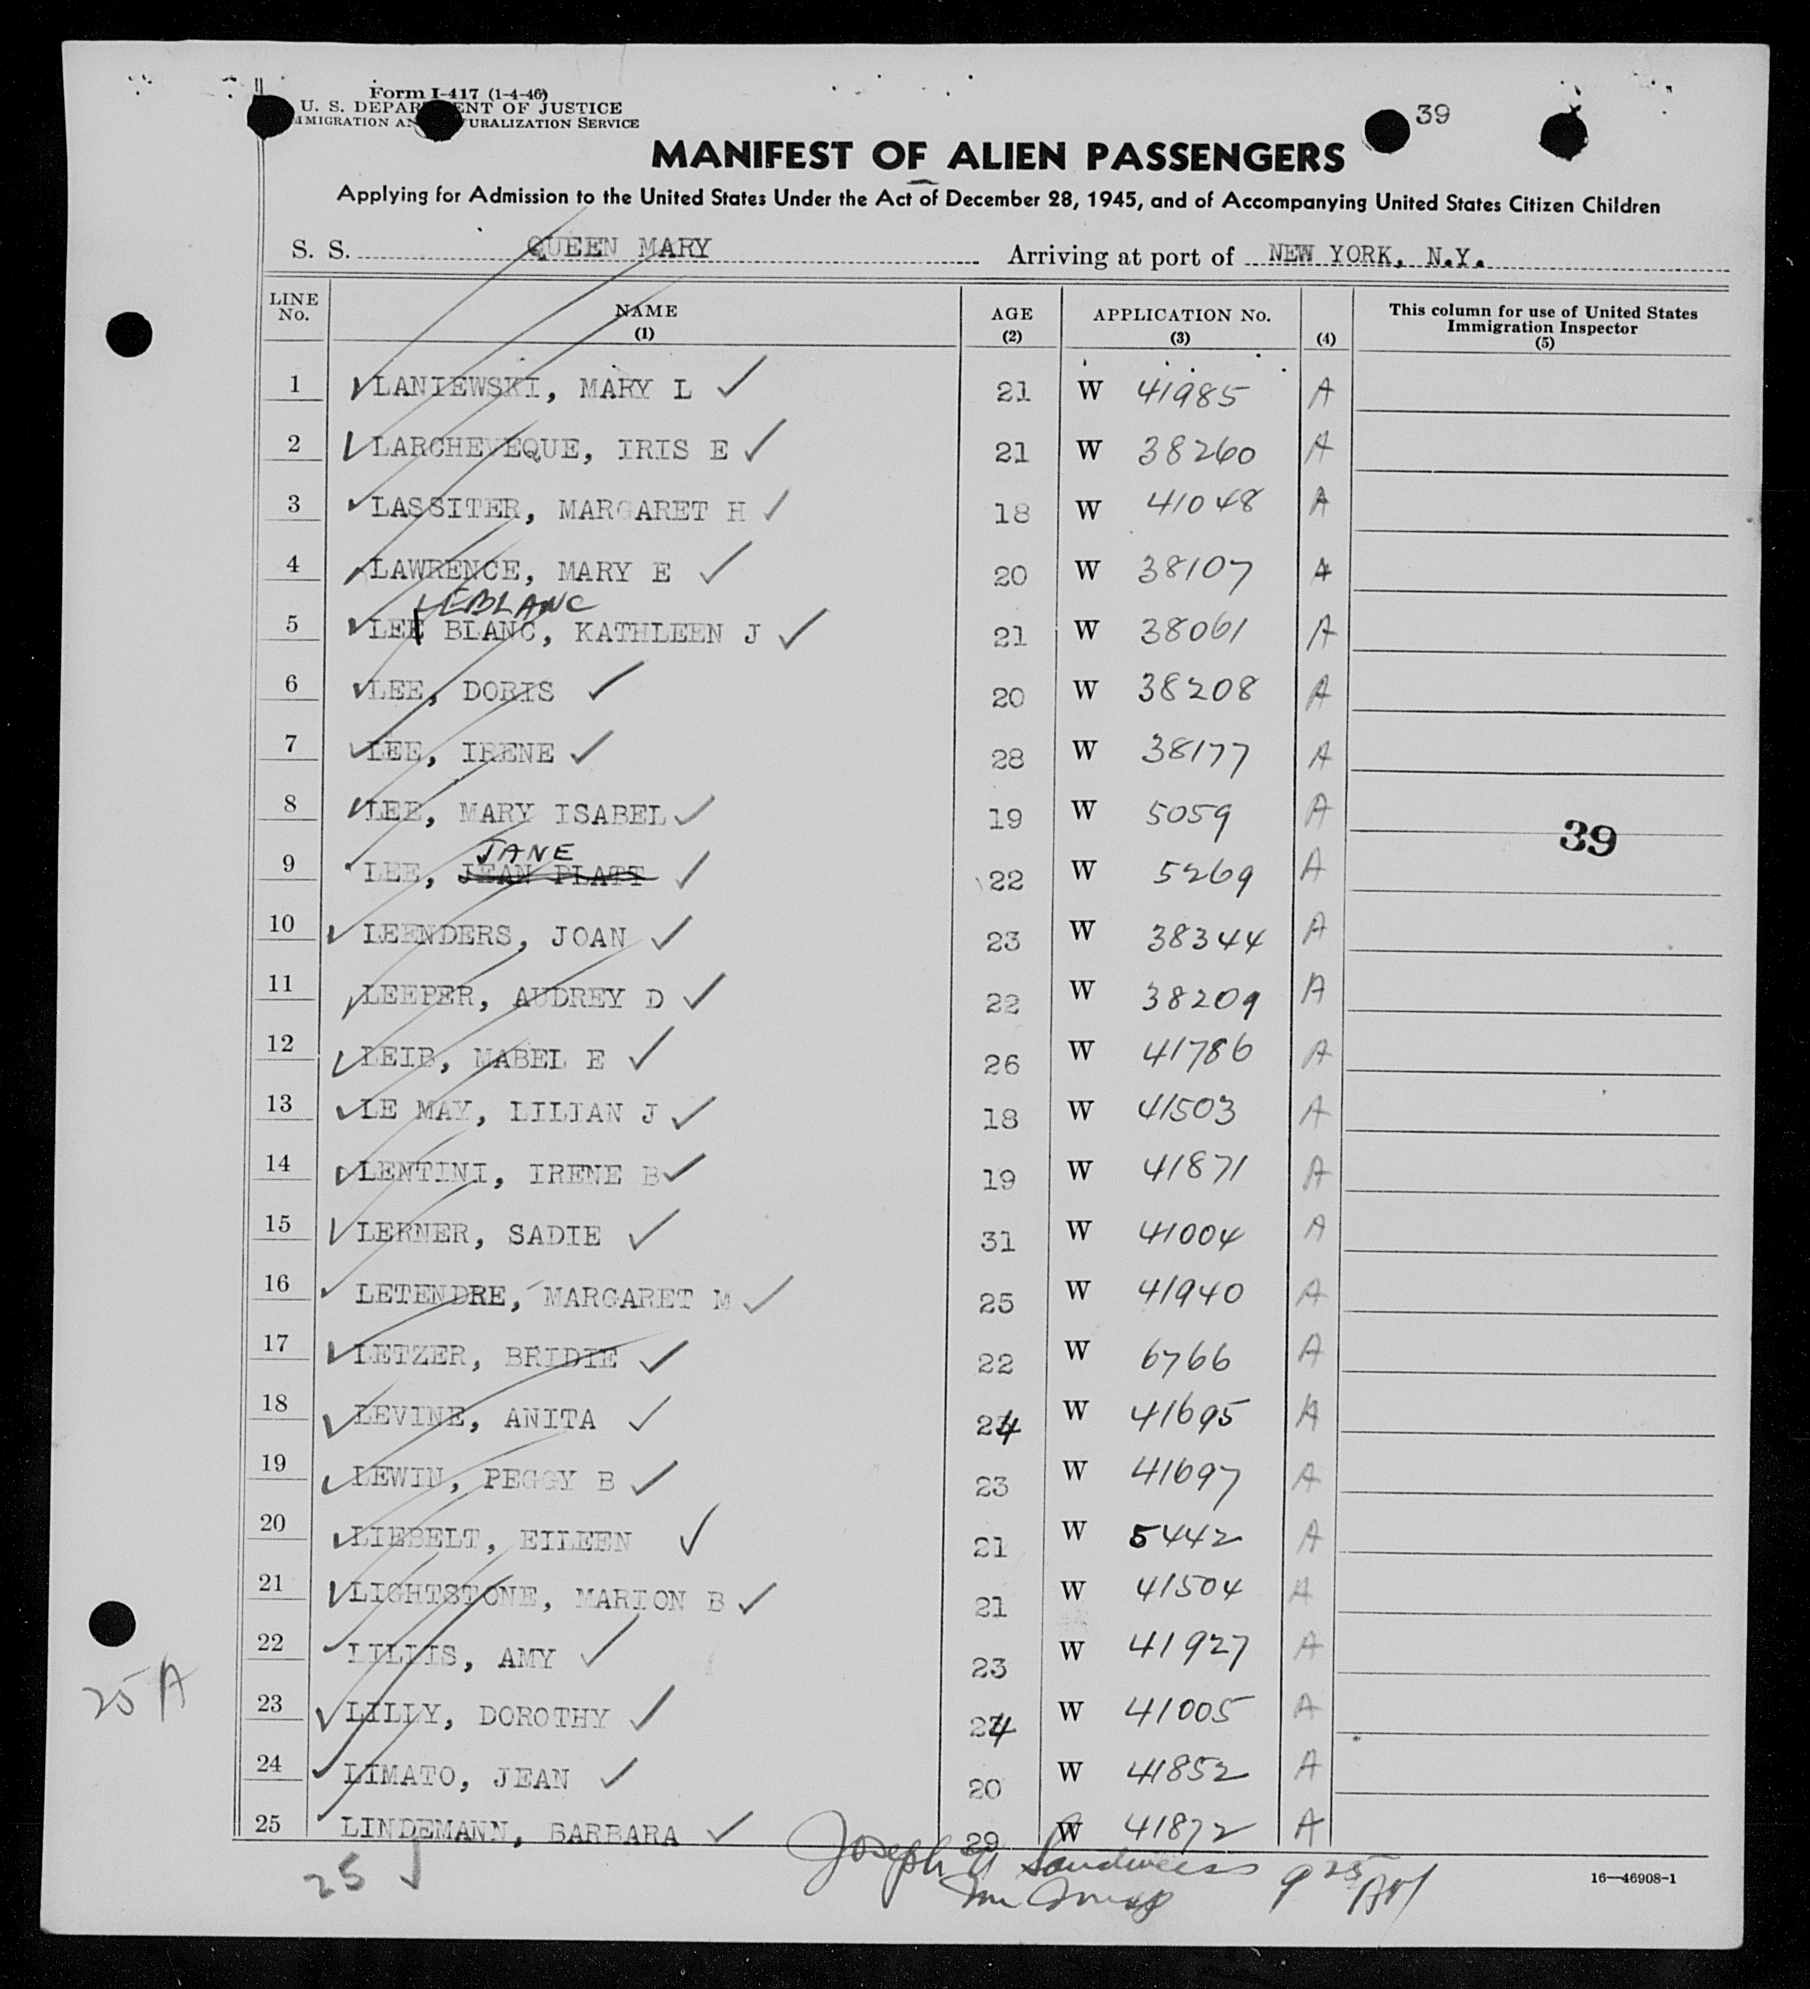 Form I-417 (1-4-46)
U. S. DEPARTMENT OF JUSTICE
IMMIGRATION AND NATURALIZATION SERVICE
39
MANIFEST OF ALIEN PASSENGERS
Applying for Admission to the United States Under the Act of December 28, 1945, and of Accompanying United States Citizen Children
S. S. QUEEN MARY Arriving at port of NEW YORK, N.Y.
LINE No. NAME (1) AGE (2) APPLICATION No. (3) (4) This column for use of United States Immigration Inspector (5)
1 LANIEWSKI, MARY L 21 W 41985 A
2 LARCHEVEQUE, IRIS E 21 W 38260 A
3 LASSITER, MARGARET H 18 W 41048 A
4 LAWRENCE, MARY E 20 W 38107 A
LEBLANC
5 LEE BLANC, KATHLEEN J 21 W 38061 A
6 LEE, DORIS 20 W 38208 A
7 LEE, IRENE 28 W 38177 A
8 LEE, MARY ISABEL 19 W 5059 A
39
JANE
9 LEE, JEAN PLATT 22 W 5269 A
10 LEENDERS, JOAN 23 W 38344 A
11 LEEPER, AUDREY D 22 W 38209 A
12 LEIB, MABEL E 26 W 41786 A
13 LE MAY, LILIAN J 18 W 41503 A
14 LENTINI, IRENE B 19 W 41871 A
15 LERNER, SADIE 31 W 41004 A
16 LETENDRE, MARGARET M 25 W 41940 A
17 LETZER, BRIDIE 22 W 6766 A
18 LEVINE, ANITA 24 W 41695 A
19 LEWIN, PEGGY B 23 W 41697 A
20 LIEBELT, EILEEN 21 W 5442 A
21 LIGHTSTONE, MARION B 21 W 41504 A
22 LILLIS, AMY 23 W 41927 A
25 A
23 LILLY, DOROTHY 24 W 41005 A
24 LIMATO, JEAN 20 W 41852 A
25 LINDEMANN, BARBARA 29 W 41872 A
25 Joseph Sandweiss 9 25 AM
16—46908-1